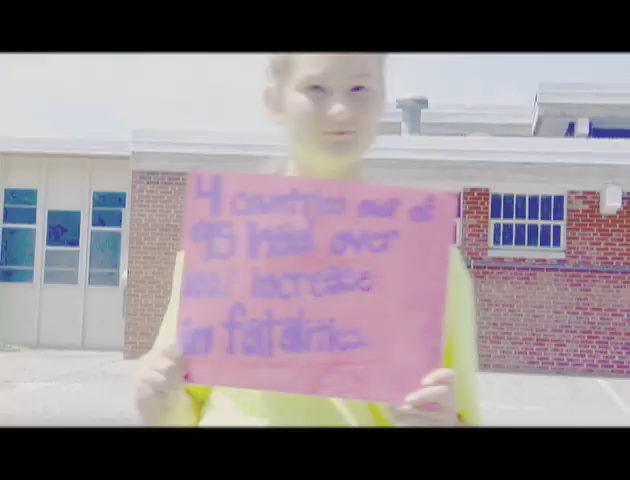 4 counties out of
95 had over
increase
in fatalities